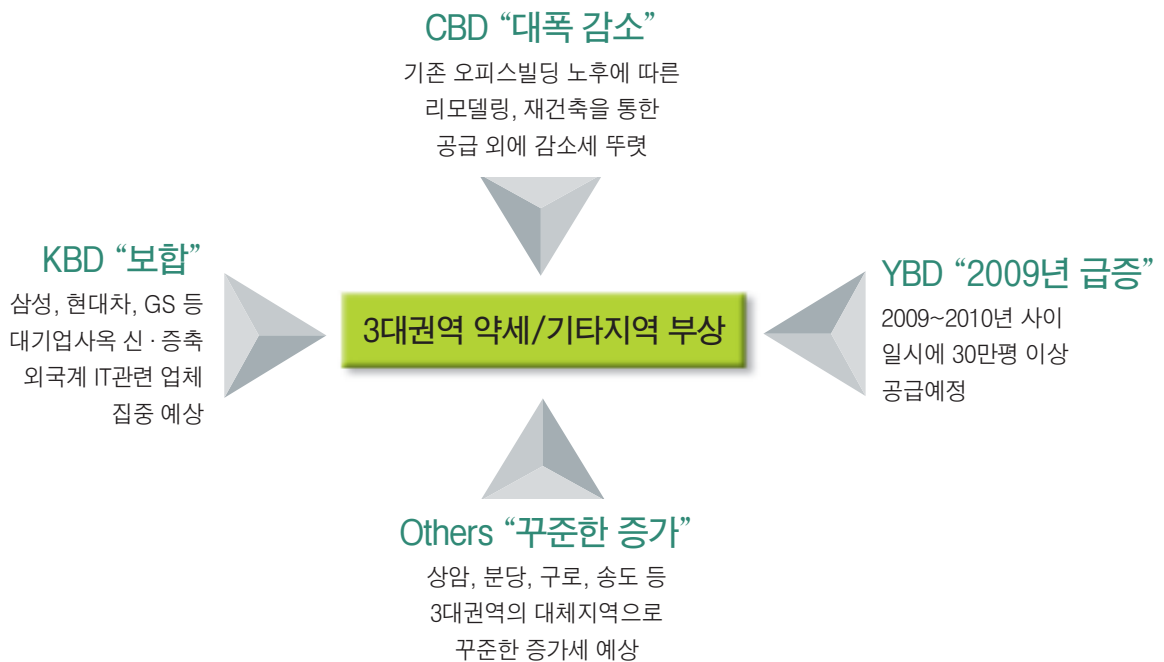 CBD “대폭 감소”
기존 오피스빌딩 노후에 따른
리모델링, 재건축을 통한
공급 외에 감소세 뚜렷
KBD “보합”
삼성, 현대차, GS 등
대기업사옥 신·증축
외국계 IT관련 업체
집중 예상
3대권역 약세/기타지역 부상
YBD “2009년 급증”
2009~2010년 사이
일시에 30만평 이상
공급예정
Others “꾸준한 증가”
상암, 분당, 구로, 송도 등
3대권역의 대체지역으로
꾸준한 증가세 예상